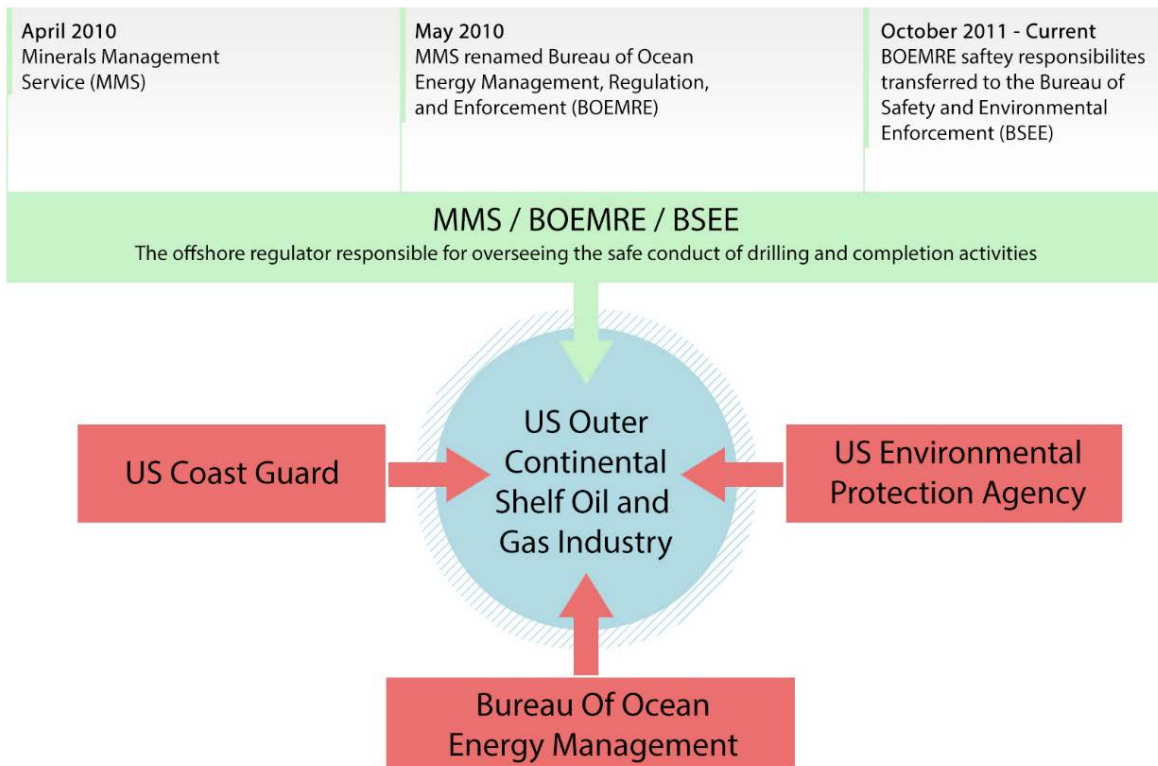 April 2010
Minerals Management
Service (MMS)
May 2010
MMS renamed Bureau of Ocean
Energy Management, Regulation,
and Enforcement (BOEMRE)
October 2011 - Current
BOEMRE saftey responsibilites
transferred to the Bureau of
Safety and Environmental
Enforcement (BSEE)
MMS / BOEMRE / BSEE
The offshore regulator responsible for overseeing the safe conduct of drilling and completion activities
US Outer
Continental
Shelf Oil and
Gas Industry
US Coast Guard
US Environmental
Protection Agency
Bureau Of Ocean
Energy Management